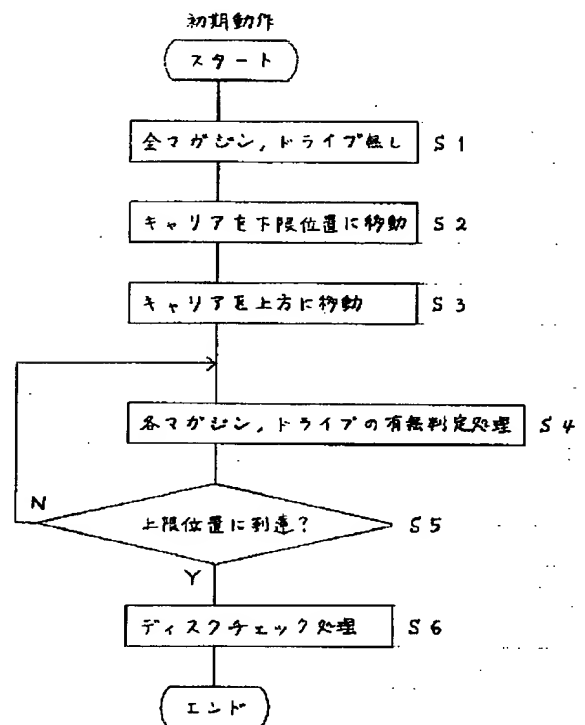 初期動作
スタート
全マガジン,ドライブ無し S1
キャリアを下限位置に移動 S2
キャリアを上方に移動 S3
各マガジン,ドライブの有無判定処理 S4
N
上限位置に到達? S5
Y
ディスクチェック処理 S6
エンド